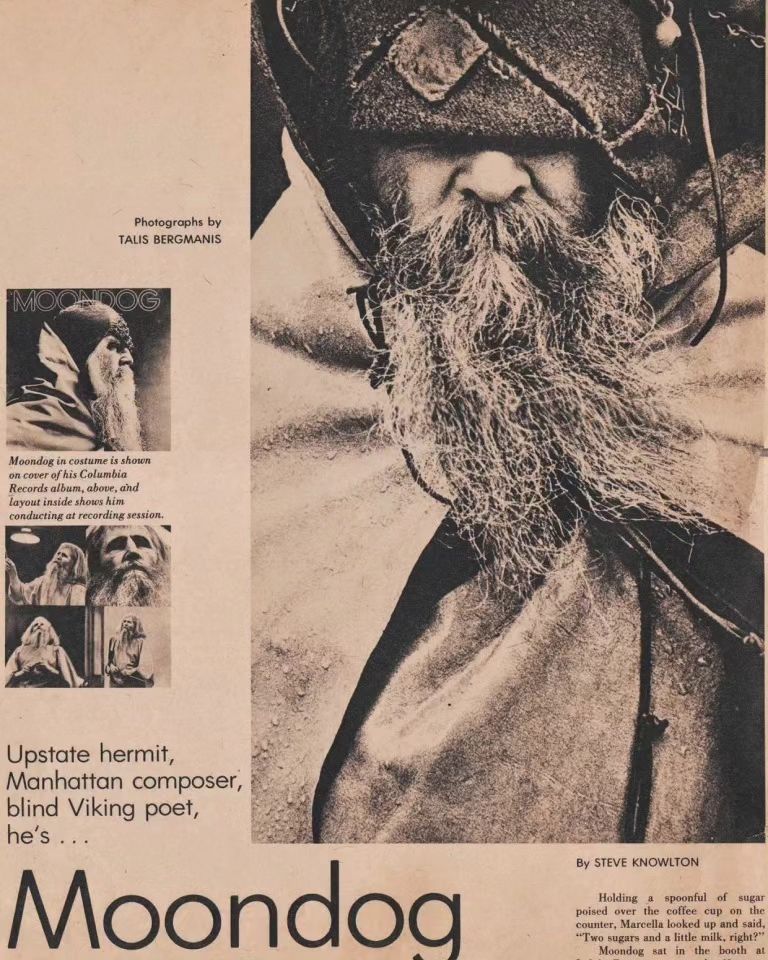 Photographs by
TALIS BERGMANIS
MOONDOG
Moondog in costume is shown
on cover of his Columbia
Records album, above, and
layout inside shows him
conducting at recording session.
Upstate hermit,
Manhattan composer,
blind Viking poet,
he's . . .
Moondog
By STEVE KNOWLTON
Holding a spoonful of sugar
poised over the coffee cup on the
counter, Marcella looked up and said,
"Two sugars and a little milk, right?"
Moondog sat in the booth at